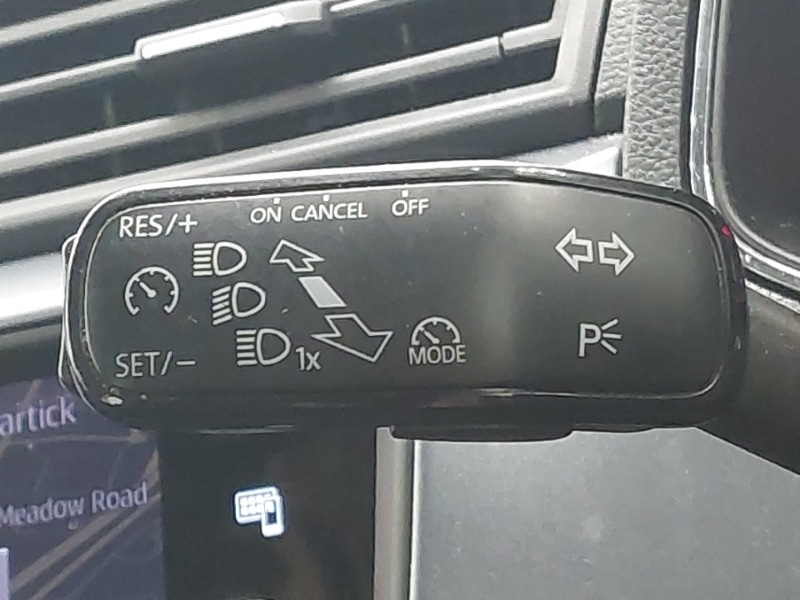 ON CANCEL OFF
RES/+
SET/−
1x
MODE
P
artick
Meadow Road